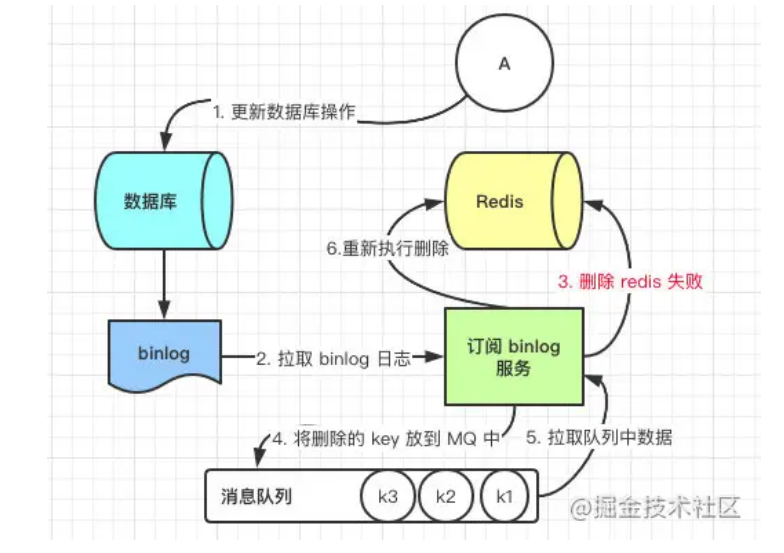 A
1. 更新数据库操作
数据库
Redis
6.重新执行删除
3. 删除 redis 失败
binlog
2. 拉取 binlog 日志
订阅 binlog
服务
4. 将删除的 key 放到 MQ 中
5. 拉取队列中数据
消息队列
k3
k2
k1
@掘金技术社区